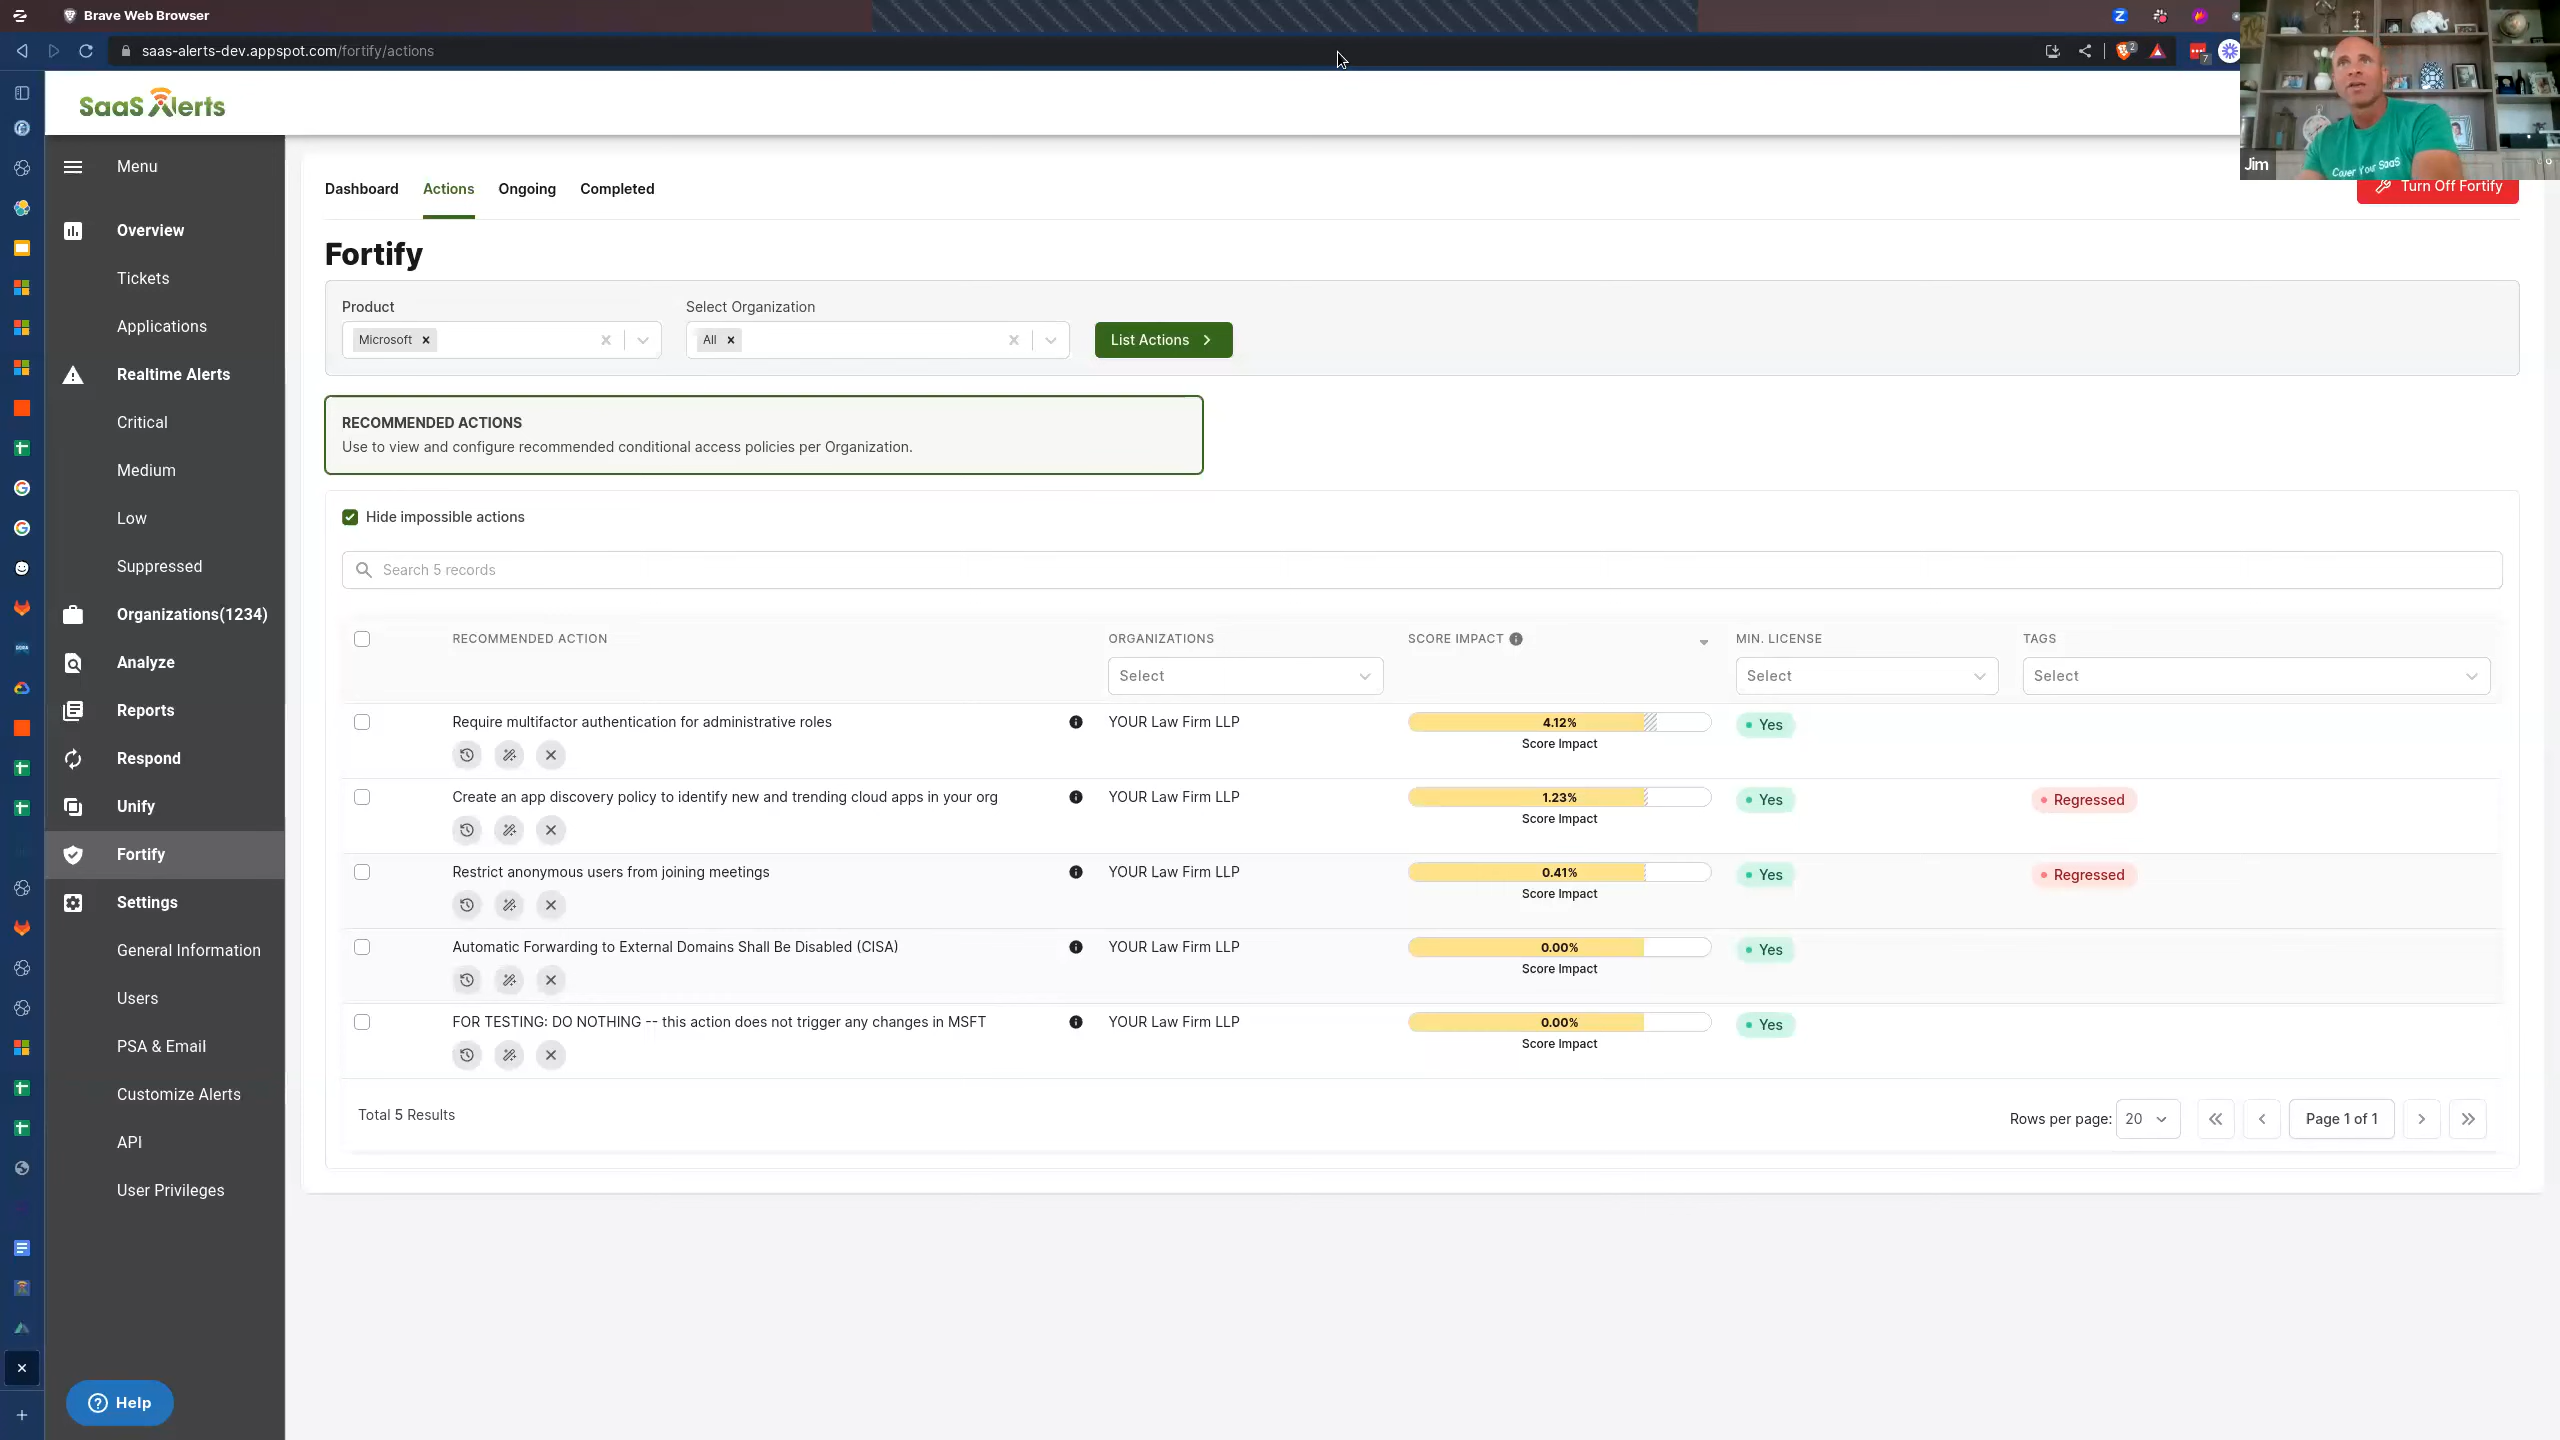 Brave Web Browser
saas-alerts-dev.appspot.com/fortify/actions
2
7
SaaS Alerts
Jim
Cover Your SaaS
Menu
Overview
Tickets
Applications
Realtime Alerts
Critical
Medium
Low
Suppressed
Organizations(1234)
Analyze
Reports
Respond
Unify
Fortify
Settings
General Information
Users
PSA & Email
Customize Alerts
API
User Privileges
Help
Dashboard Actions Ongoing Completed
Turn Off Fortify
Fortify
Product Select Organization
Microsoft All List Actions
RECOMMENDED ACTIONS
Use to view and configure recommended conditional access policies per Organization.
Hide impossible actions
Search 5 records
RECOMMENDED ACTION ORGANIZATIONS SCORE IMPACT MIN. LICENSE TAGS
Select Select Select
Require multifactor authentication for administrative roles YOUR Law Firm LLP 4.12% Yes
Score Impact
Create an app discovery policy to identify new and trending cloud apps in your org YOUR Law Firm LLP 1.23% Yes Regressed
Score Impact
Restrict anonymous users from joining meetings YOUR Law Firm LLP 0.41% Yes Regressed
Score Impact
Automatic Forwarding to External Domains Shall Be Disabled (CISA) YOUR Law Firm LLP 0.00% Yes
Score Impact
FOR TESTING: DO NOTHING -- this action does not trigger any changes in MSFT YOUR Law Firm LLP 0.00% Yes
Score Impact
Total 5 Results Rows per page: 20 Page 1 of 1